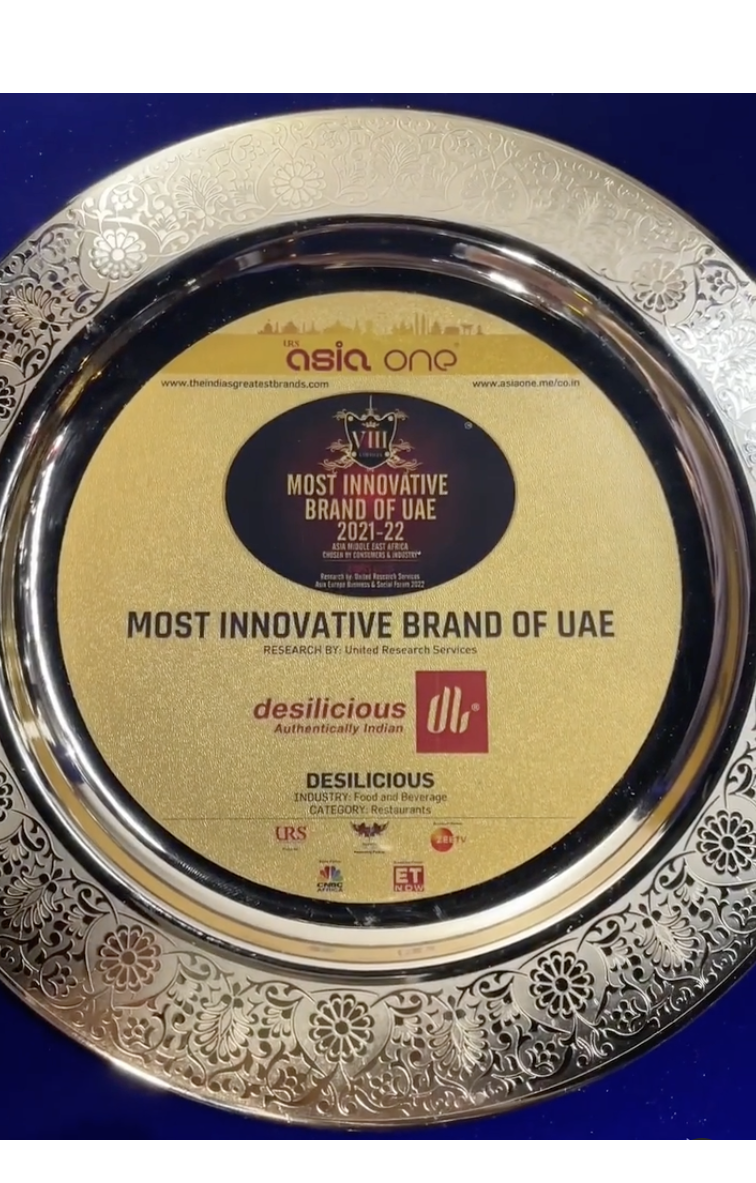 URS
asia one
www.theindiasgreatestbrands.com
www.asiaone.me/co.in
VIII
®
MOST INNOVATIVE
BRAND OF UAE
2021-22
ASIA MIDDLE EAST AFRICA
CHOSEN BY CONSUMERS & INDUSTRY®
Research by: United Research Services
Asia Europe Business & Social Forum 2022
MOST INNOVATIVE BRAND OF UAE
RESEARCH BY: United Research Services
desilicious
Authentically Indian
®
DESILICIOUS
INDUSTRY: Food and Beverage
CATEGORY: Restaurants
URS
ZEE TV
CNBC
AFRICA
ET
NOW